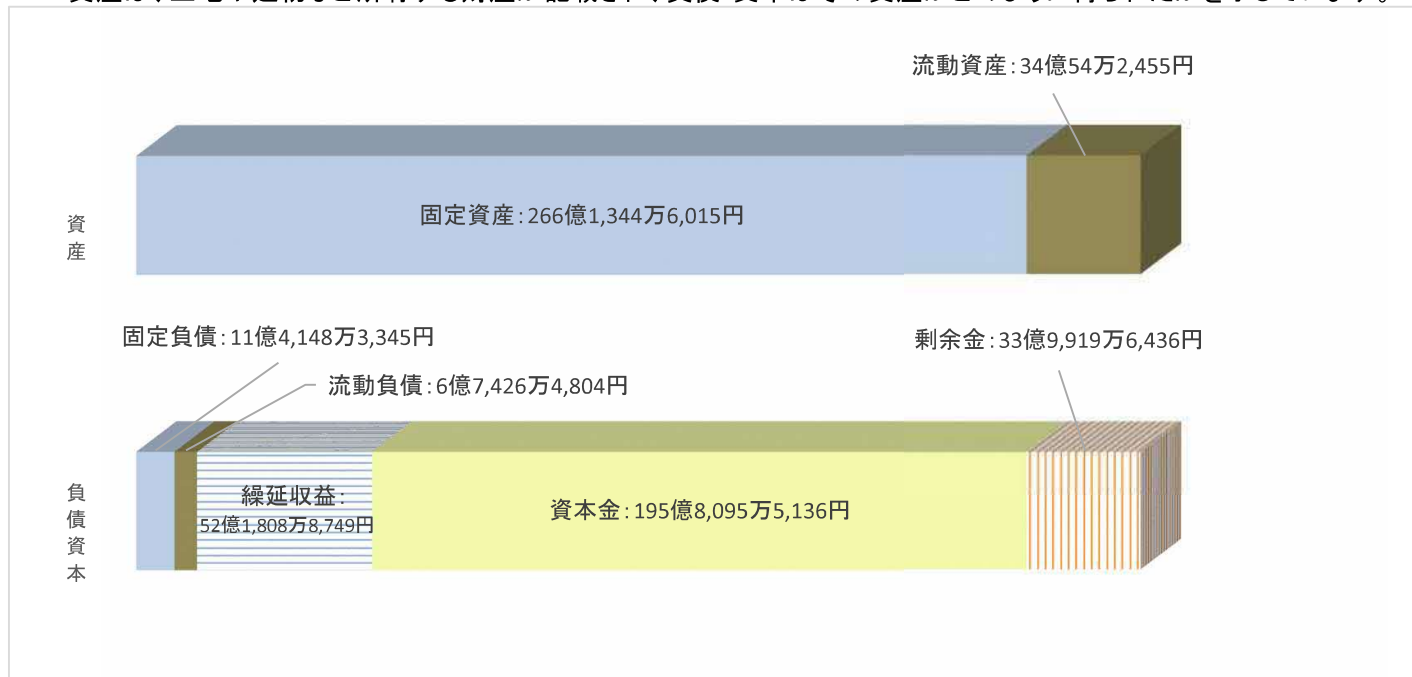 流動資産：34億54万2,455円
固定資産：266億1,344万6,015円
資産
固定負債：11億4,148万3,345円
剰余金：33億9,919万6,436円
流動負債：6億7,426万4,804円
繰延収益：
52億1,808万8,749円
資本金：195億8,095万5,136円
負債資本